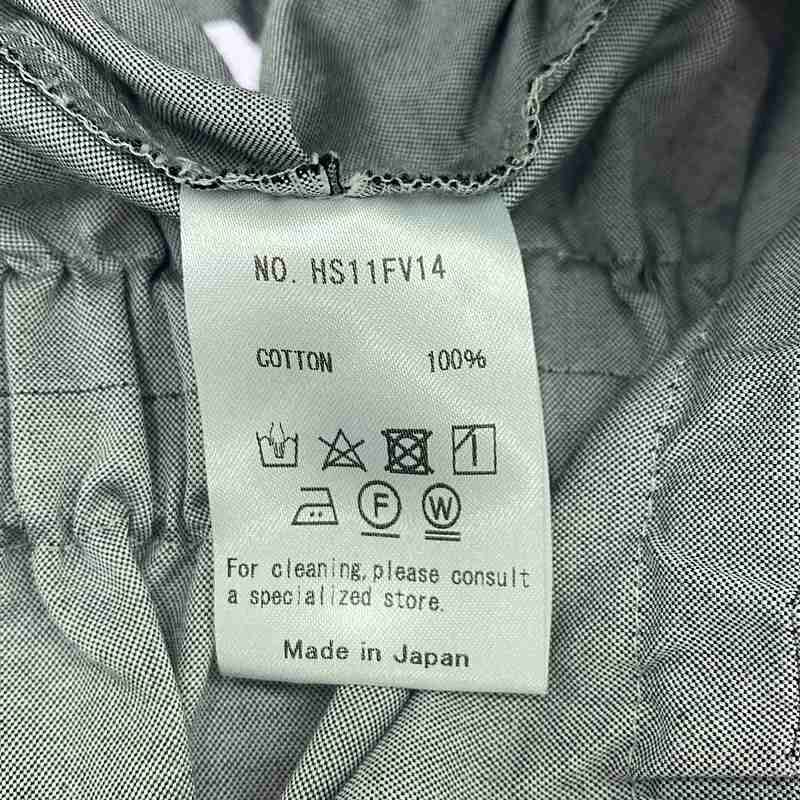 NO. HS11FV14
COTTON 100%
F W
For cleaning,please consult
a specialized store.
Made in Japan